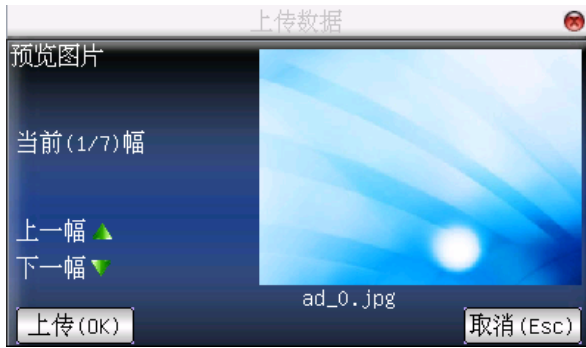 上传数据
预览图片
当前(1/7)幅
上一幅
下一幅
ad_0.jpg
上传(OK)
取消(Esc)